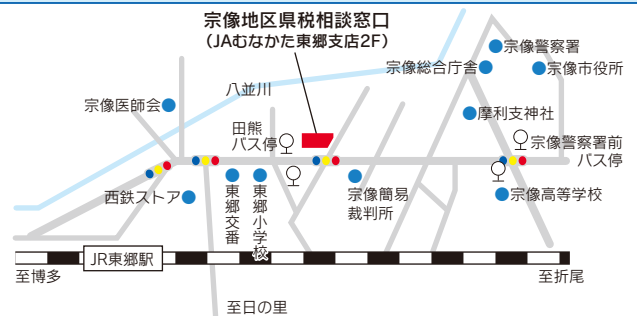 宗像地区県税相談窓口
（JAむなかた東郷支店2F）
宗像警察署
宗像総合庁舎
宗像市役所
八並川
宗像医師会
摩利支神社
田熊
バス停
宗像警察署前
バス停
西鉄ストア
東郷交番
東郷小学校
宗像簡易
裁判所
宗像高等学校
JR東郷駅
至博多
至折尾
至日の里